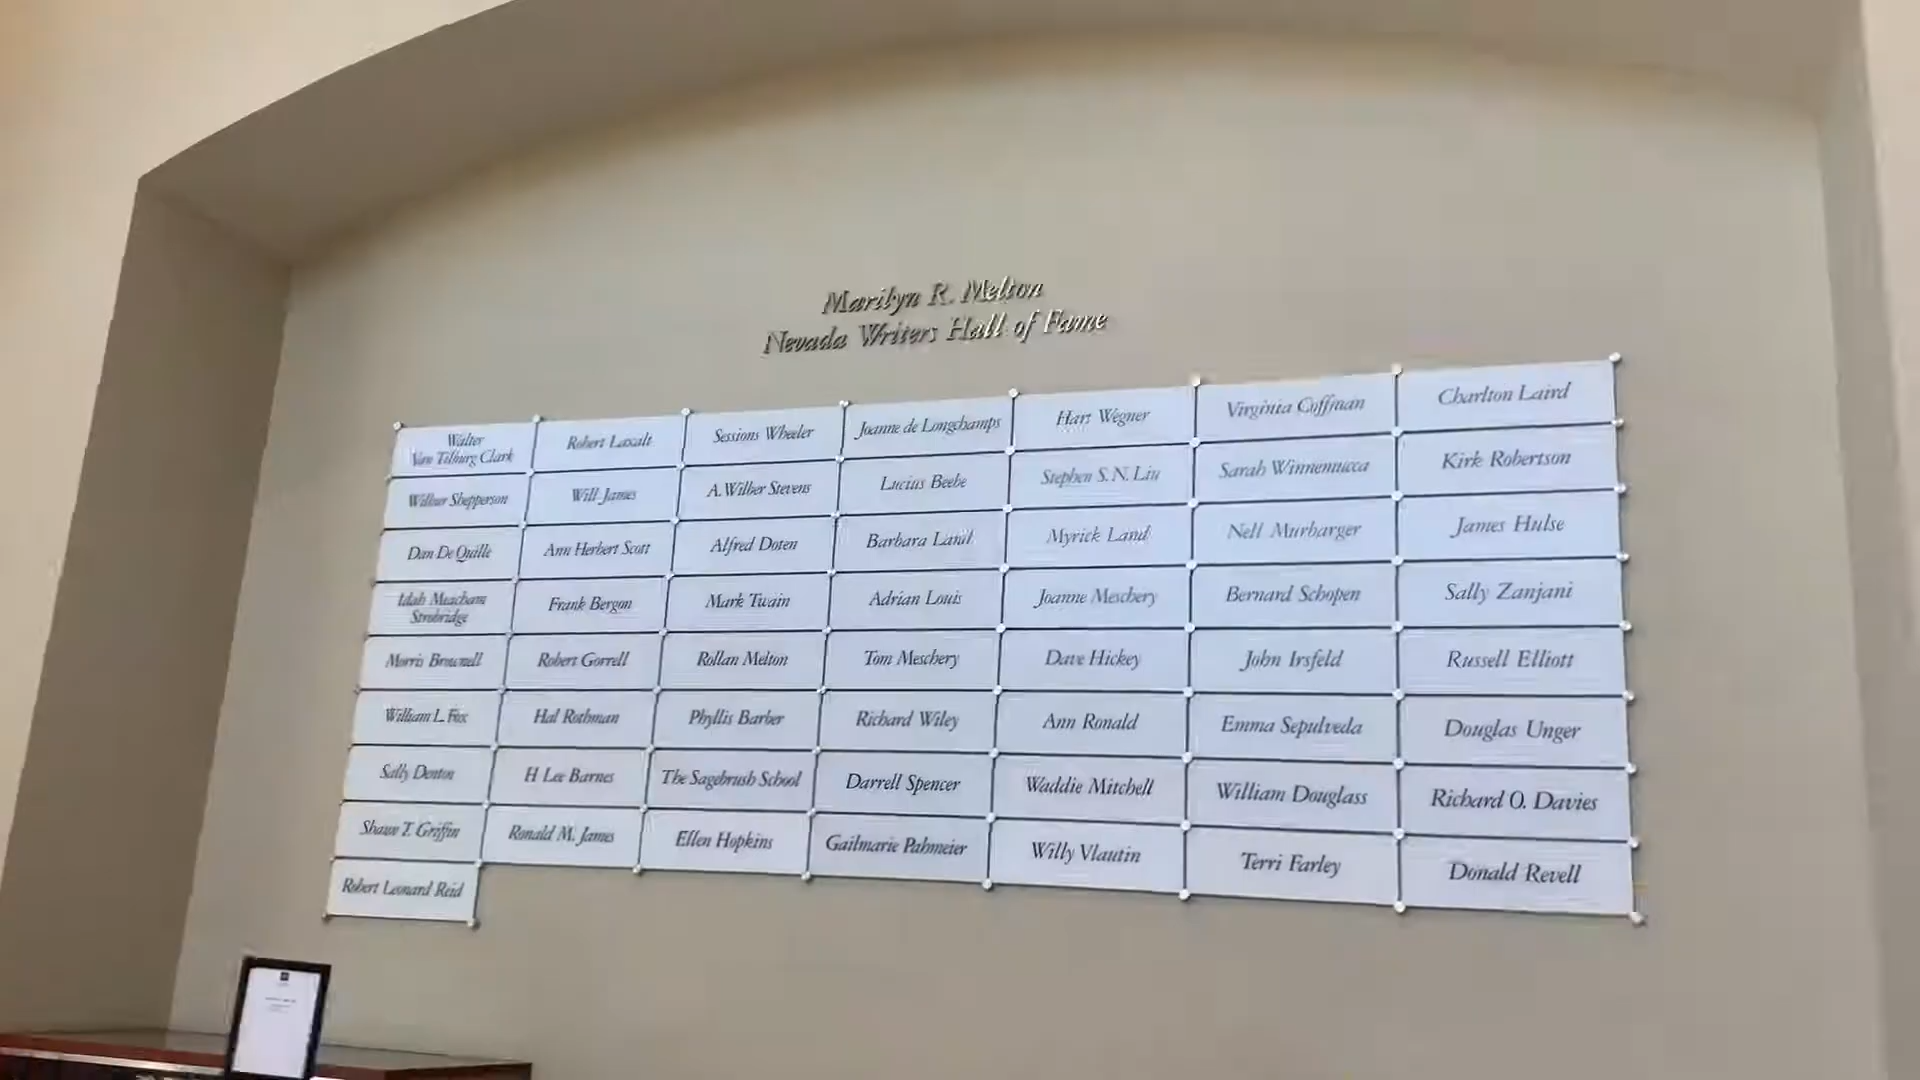 Marilyn R. Melton
Nevada Writers Hall of Fame
Walter
Van Tilburg Clark
Robert Laxalt
Sessions Wheeler
Joanne de Longchamps
Hart Wegner
Virginia Coffman
Charlton Laird
Wilbur Shepperson
Will James
A. Wilber Stevens
Lucius Beebe
Stephen S. N. Liu
Sarah Winnemucca
Kirk Robertson
Dan De Quille
Ann Herbert Scott
Alfred Doten
Barbara Land
Myrick Land
Nell Murbarger
James Hulse
Idah Meacham
Strobridge
Frank Bergon
Mark Twain
Adrian Louis
Joanne Meschery
Bernard Schopen
Sally Zanjani
Morris Brownell
Robert Gorrell
Rollan Melton
Tom Meschery
Dave Hickey
John Irsfeld
Russell Elliott
William L. Fox
Hal Rothman
Phyllis Barber
Richard Wiley
Ann Ronald
Emma Sepulveda
Douglas Unger
Sally Denton
H Lee Barnes
The Sagebrush School
Darrell Spencer
Waddie Mitchell
William Douglass
Richard O. Davies
Shaun T. Griffin
Ronald M. James
Ellen Hopkins
Gailmarie Pahmeier
Willy Vlautin
Terri Farley
Donald Revell
Robert Leonard Reid